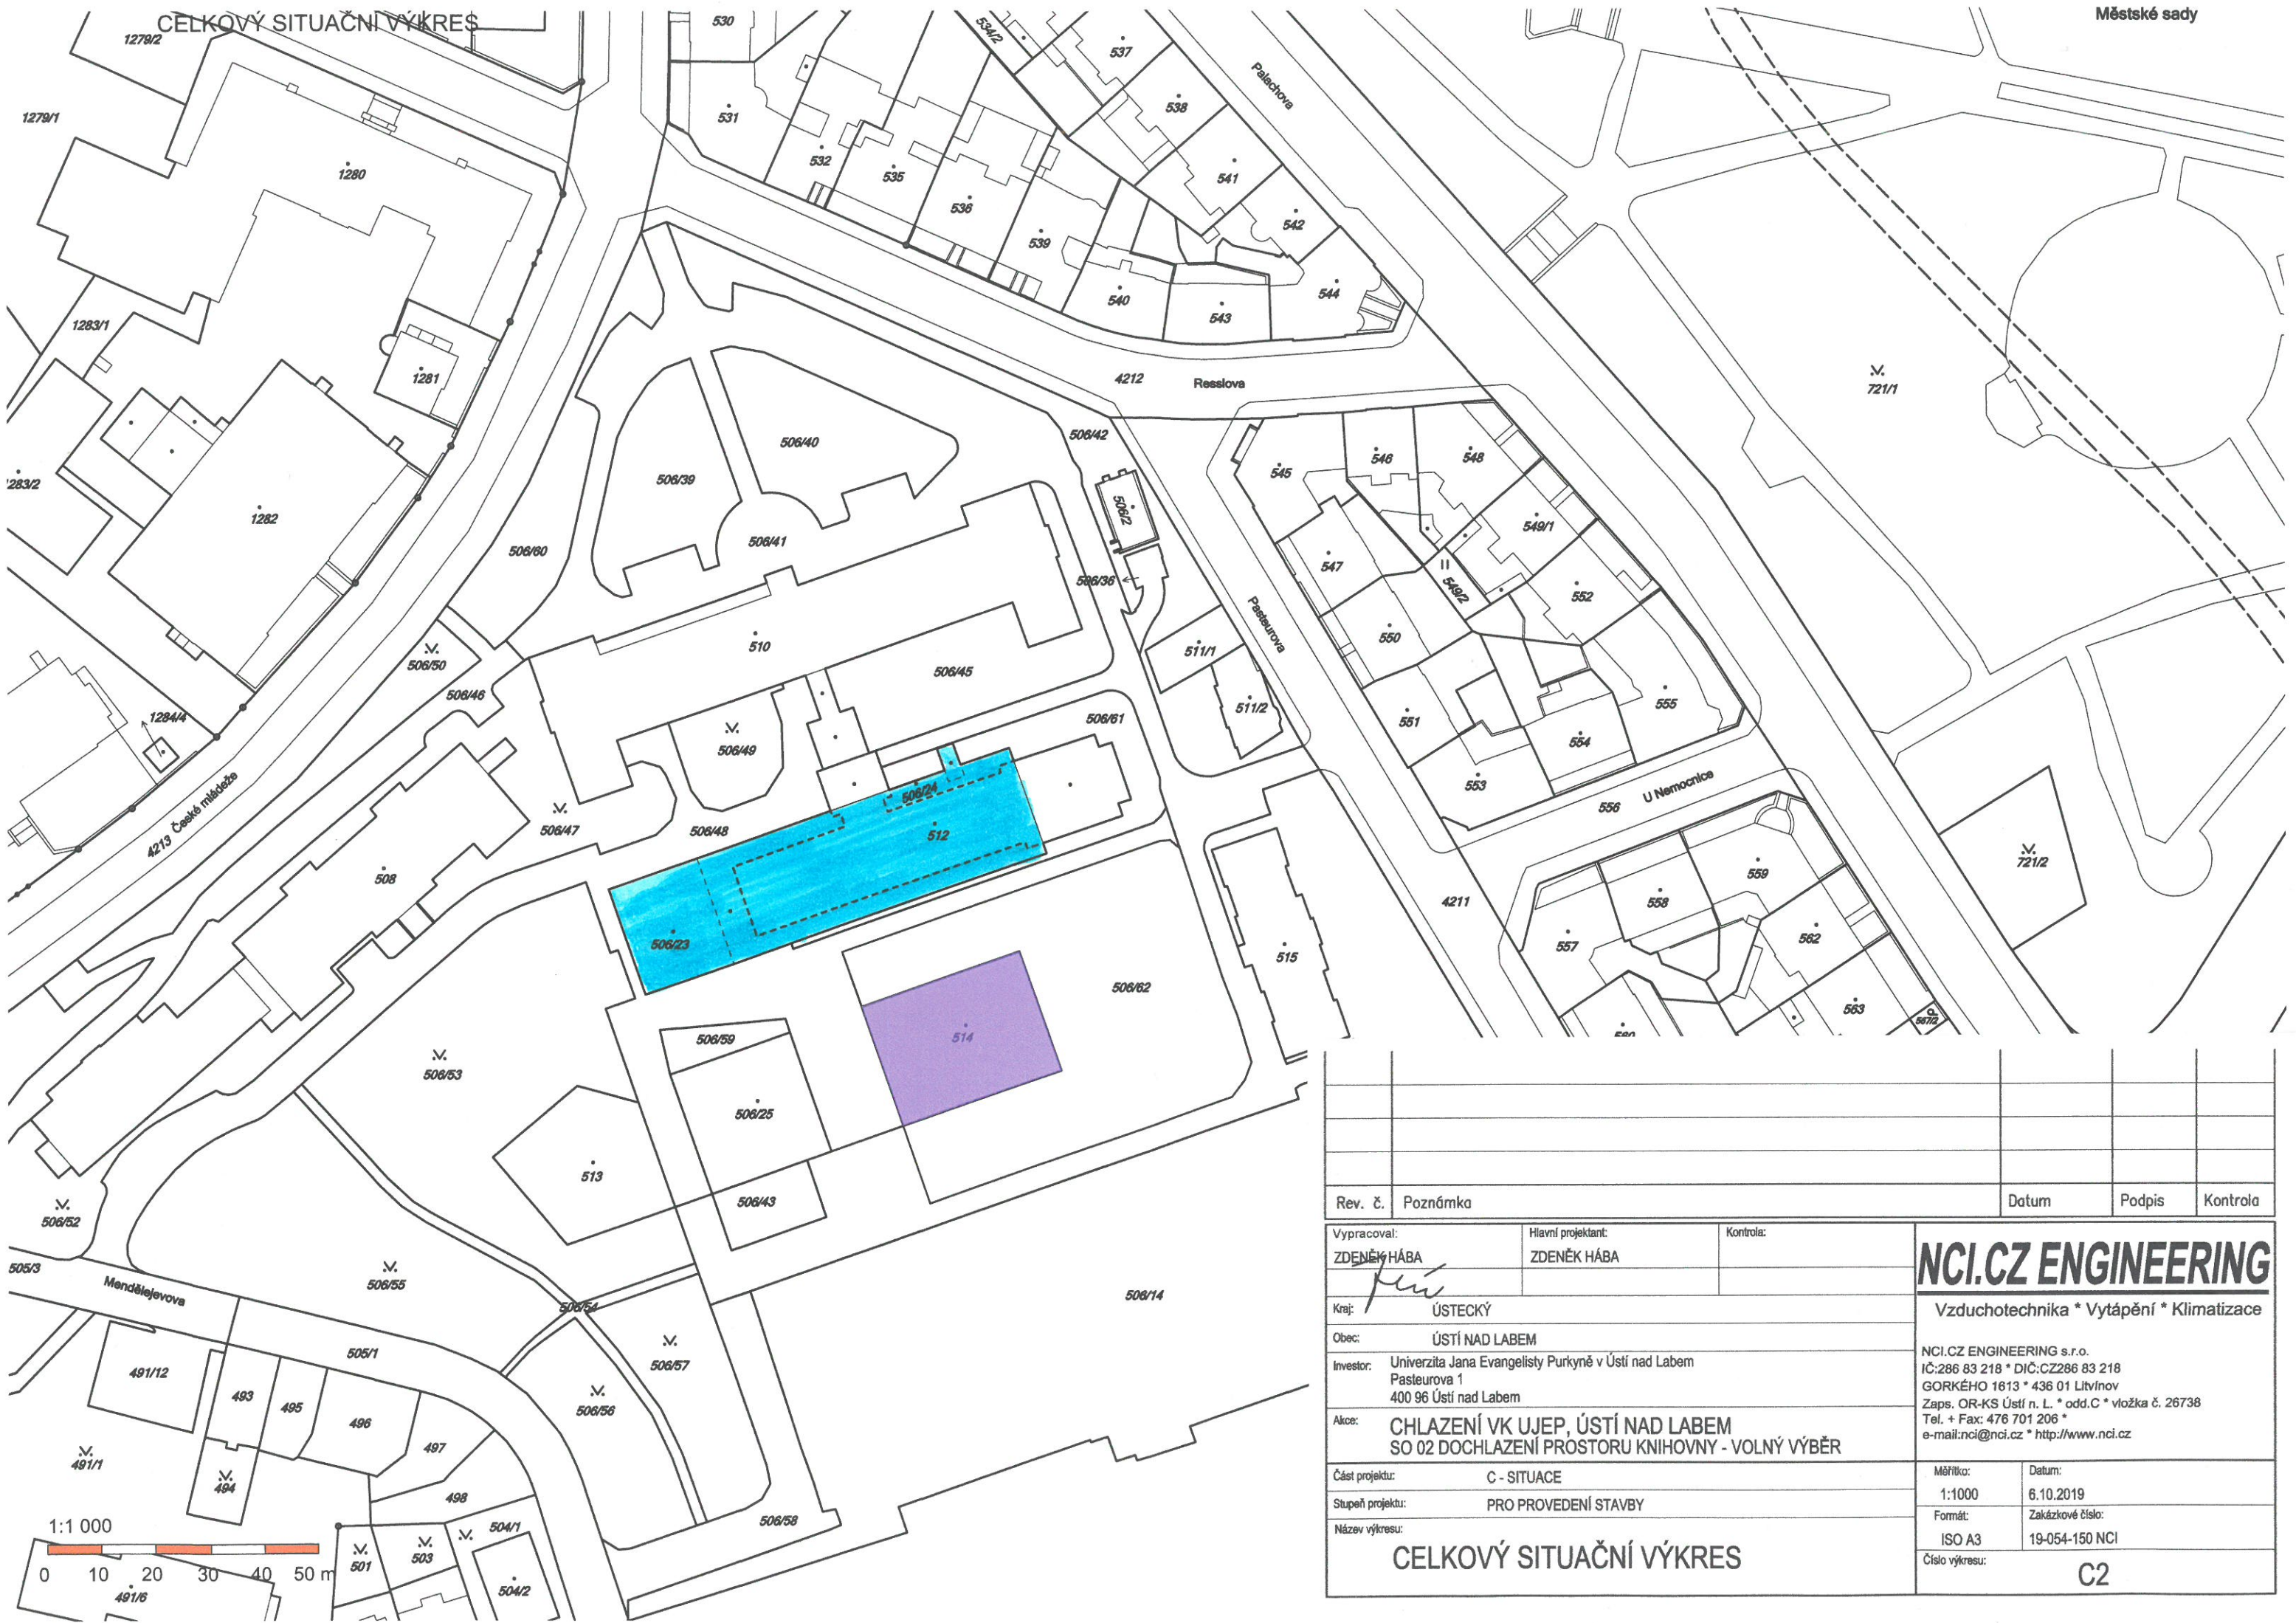 CELKOVÝ SITUAČNÍ VÝKRES
Městské sady
1279/2
530
534/2
537
Palachova
538
1279/1
531
532
535
541
1280
536
542
539
540
543
544
1283/1
1281
4212
Resslova
721/1
506/40
506/42
545
546
548
283/2
506/39
506/2
549/1
1282
506/60
506/41
547
549/2
506/36
552
Pasteurova
510
550
511/1
506/50
506/45
506/46
511/2
555
551
1284/4
506/49
506/61
554
553
4213 České mládeže
506/24
U Nemocnice
556
506/47
506/48
512
721/2
508
559
558
4211
506/23
557
562
515
506/62
563
567/2
514
506/59
560
506/53
506/25
513
506/43
506/52
505/3
Mendělejevova
506/55
506/54
506/14
505/1
506/57
491/12
493
495
496
506/56
497
491/1
494
498
506/58
504/1
501
503
504/2
491/6
1:1 000
0 10 20 30 40 50 m
Rev. č. Poznámka Datum Podpis Kontrola
Vypracoval: Hlavní projektant: Kontrola:
ZDENĚK HÁBA ZDENĚK HÁBA
Kraj: ÚSTECKÝ
Obec: ÚSTÍ NAD LABEM
Investor: Univerzita Jana Evangelisty Purkyně v Ústí nad Labem
Pasteurova 1
400 96 Ústí nad Labem
Akce: CHLAZENÍ VK UJEP, ÚSTÍ NAD LABEM
SO 02 DOCHLAZENÍ PROSTORU KNIHOVNY - VOLNÝ VÝBĚR
Část projektu: C - SITUACE
Stupeň projektu: PRO PROVEDENÍ STAVBY
Název výkresu:
CELKOVÝ SITUAČNÍ VÝKRES
NCI.CZ ENGINEERING
Vzduchotechnika * Vytápění * Klimatizace
NCI.CZ ENGINEERING s.r.o.
IČ:286 83 218 * DIČ:CZ286 83 218
GORKÉHO 1613 * 436 01 Litvínov
Zaps. OR-KS Ústí n. L. * odd.C * vložka č. 26738
Tel. + Fax: 476 701 206 *
e-mail:nci@nci.cz * http://www.nci.cz
Měřítko: Datum:
1:1000 6.10.2019
Formát: Zakázkové číslo:
ISO A3 19-054-150 NCI
Číslo výkresu:
C2